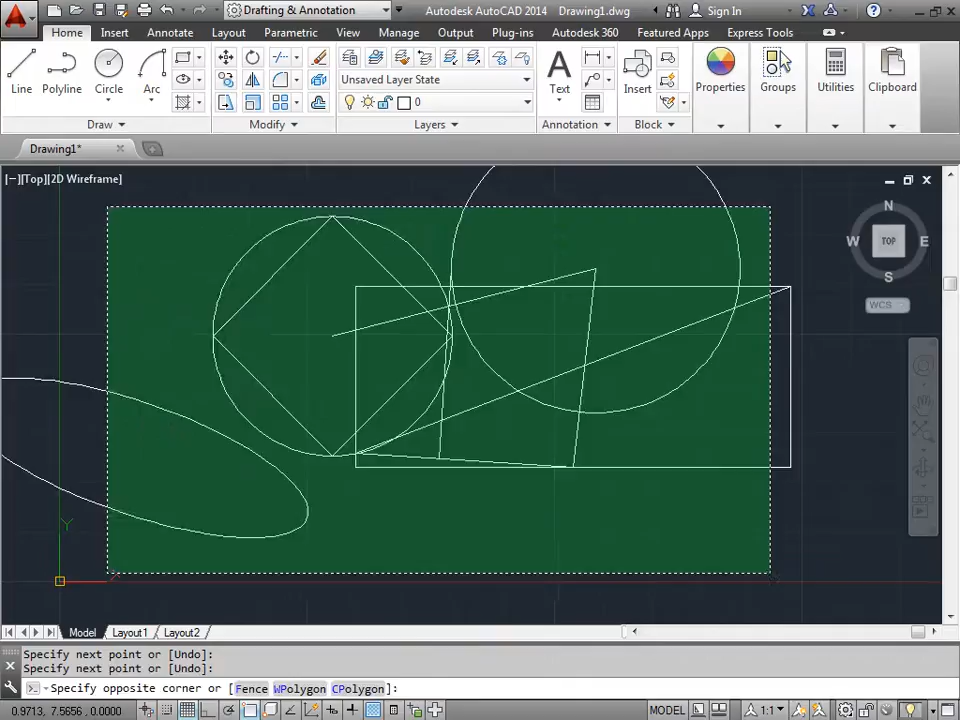 Drafting & Annotation
Autodesk AutoCAD 2014 Drawing1.dwg
Sign In
Home Insert Annotate Layout Parametric View Manage Output Plug-ins Autodesk 360 Featured Apps Express Tools
Unsaved Layer State
0
Line Polyline Circle Arc
Text
Insert
Properties Groups Utilities Clipboard
Draw Modify Layers Annotation Block
Drawing1*
[−][Top][2D Wireframe]
N
W TOP E
S
WCS
Y
X
Model Layout1 Layout2
Specify next point or [Undo]:
Specify next point or [Undo]:
Specify opposite corner or [Fence WPolygon CPolygon]:
0.9713, 7.5656, 0.0000
MODEL
1:1